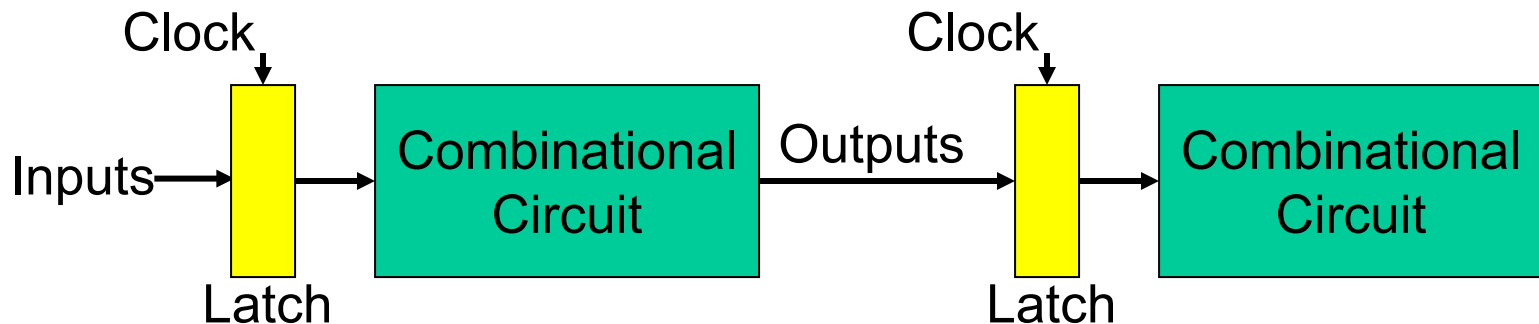 Clock
Clock
Inputs
Combinational
Circuit
Outputs
Combinational
Circuit
Latch
Latch